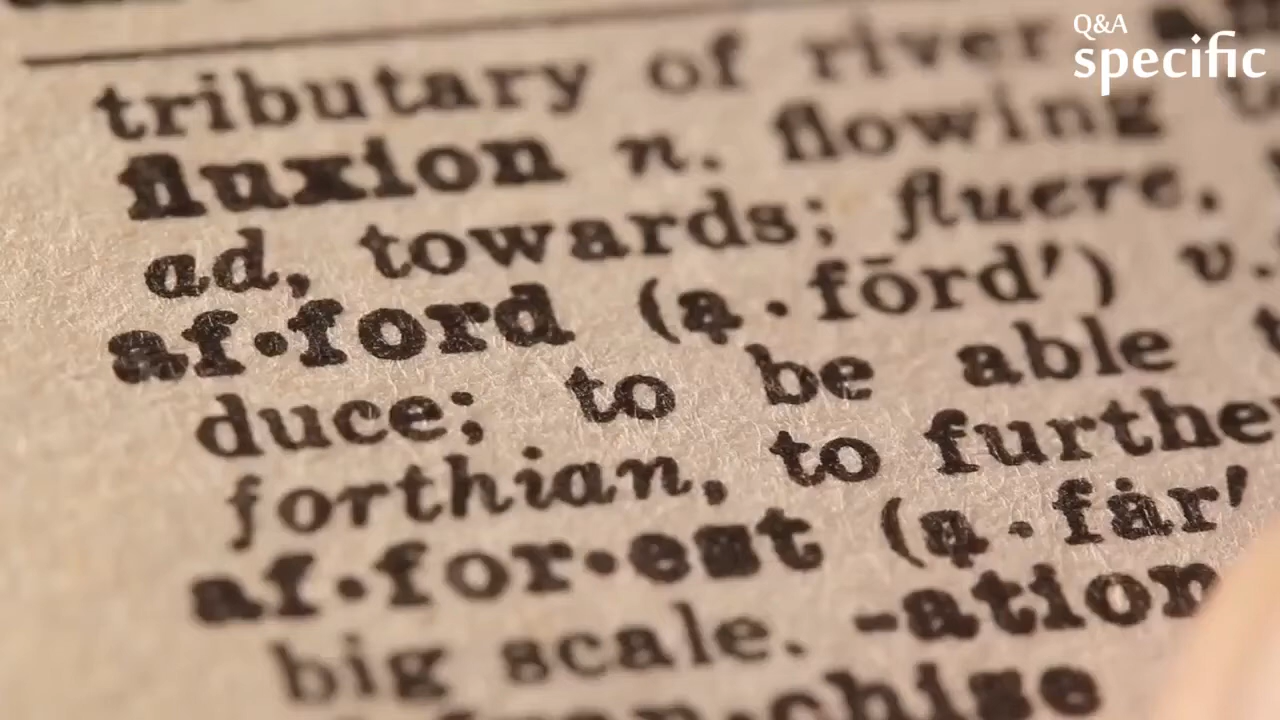 Q&A
specific
tributary of river
fluxion n. flowing
ad, towards; fluere,
af·ford (a̤·fōrd′) v.
duce; to be able
forthian, to further
af·for·est (a̤·fȧr′
big scale. -ation